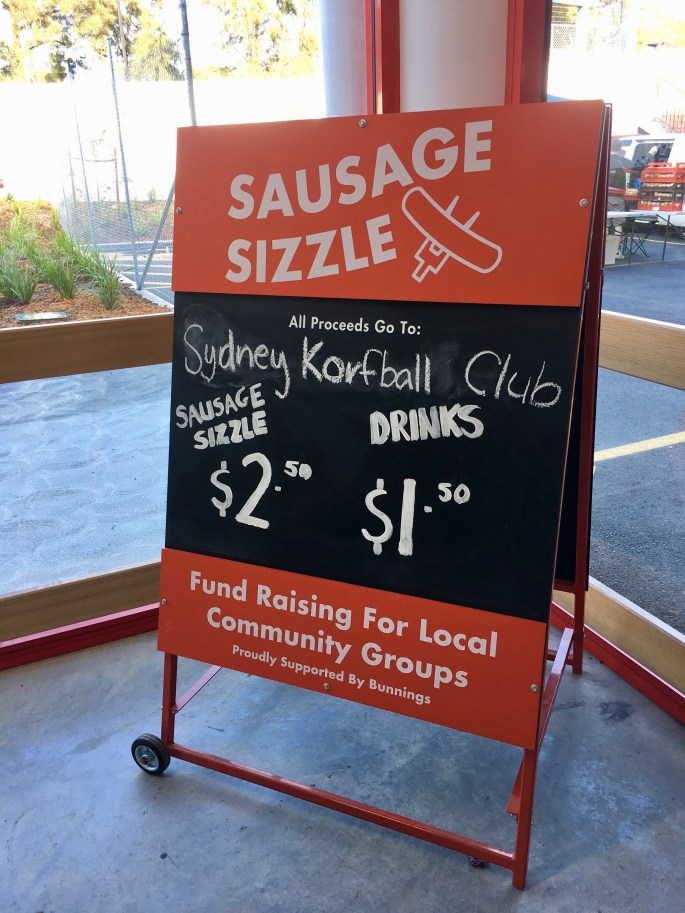 SAUSAGE
SIZZLE
All Proceeds Go To:
Sydney Korfball Club
SAUSAGE
SIZZLE
$2.50
DRINKS
$1.50
Fund Raising For Local
Community Groups
Proudly Supported By Bunnings